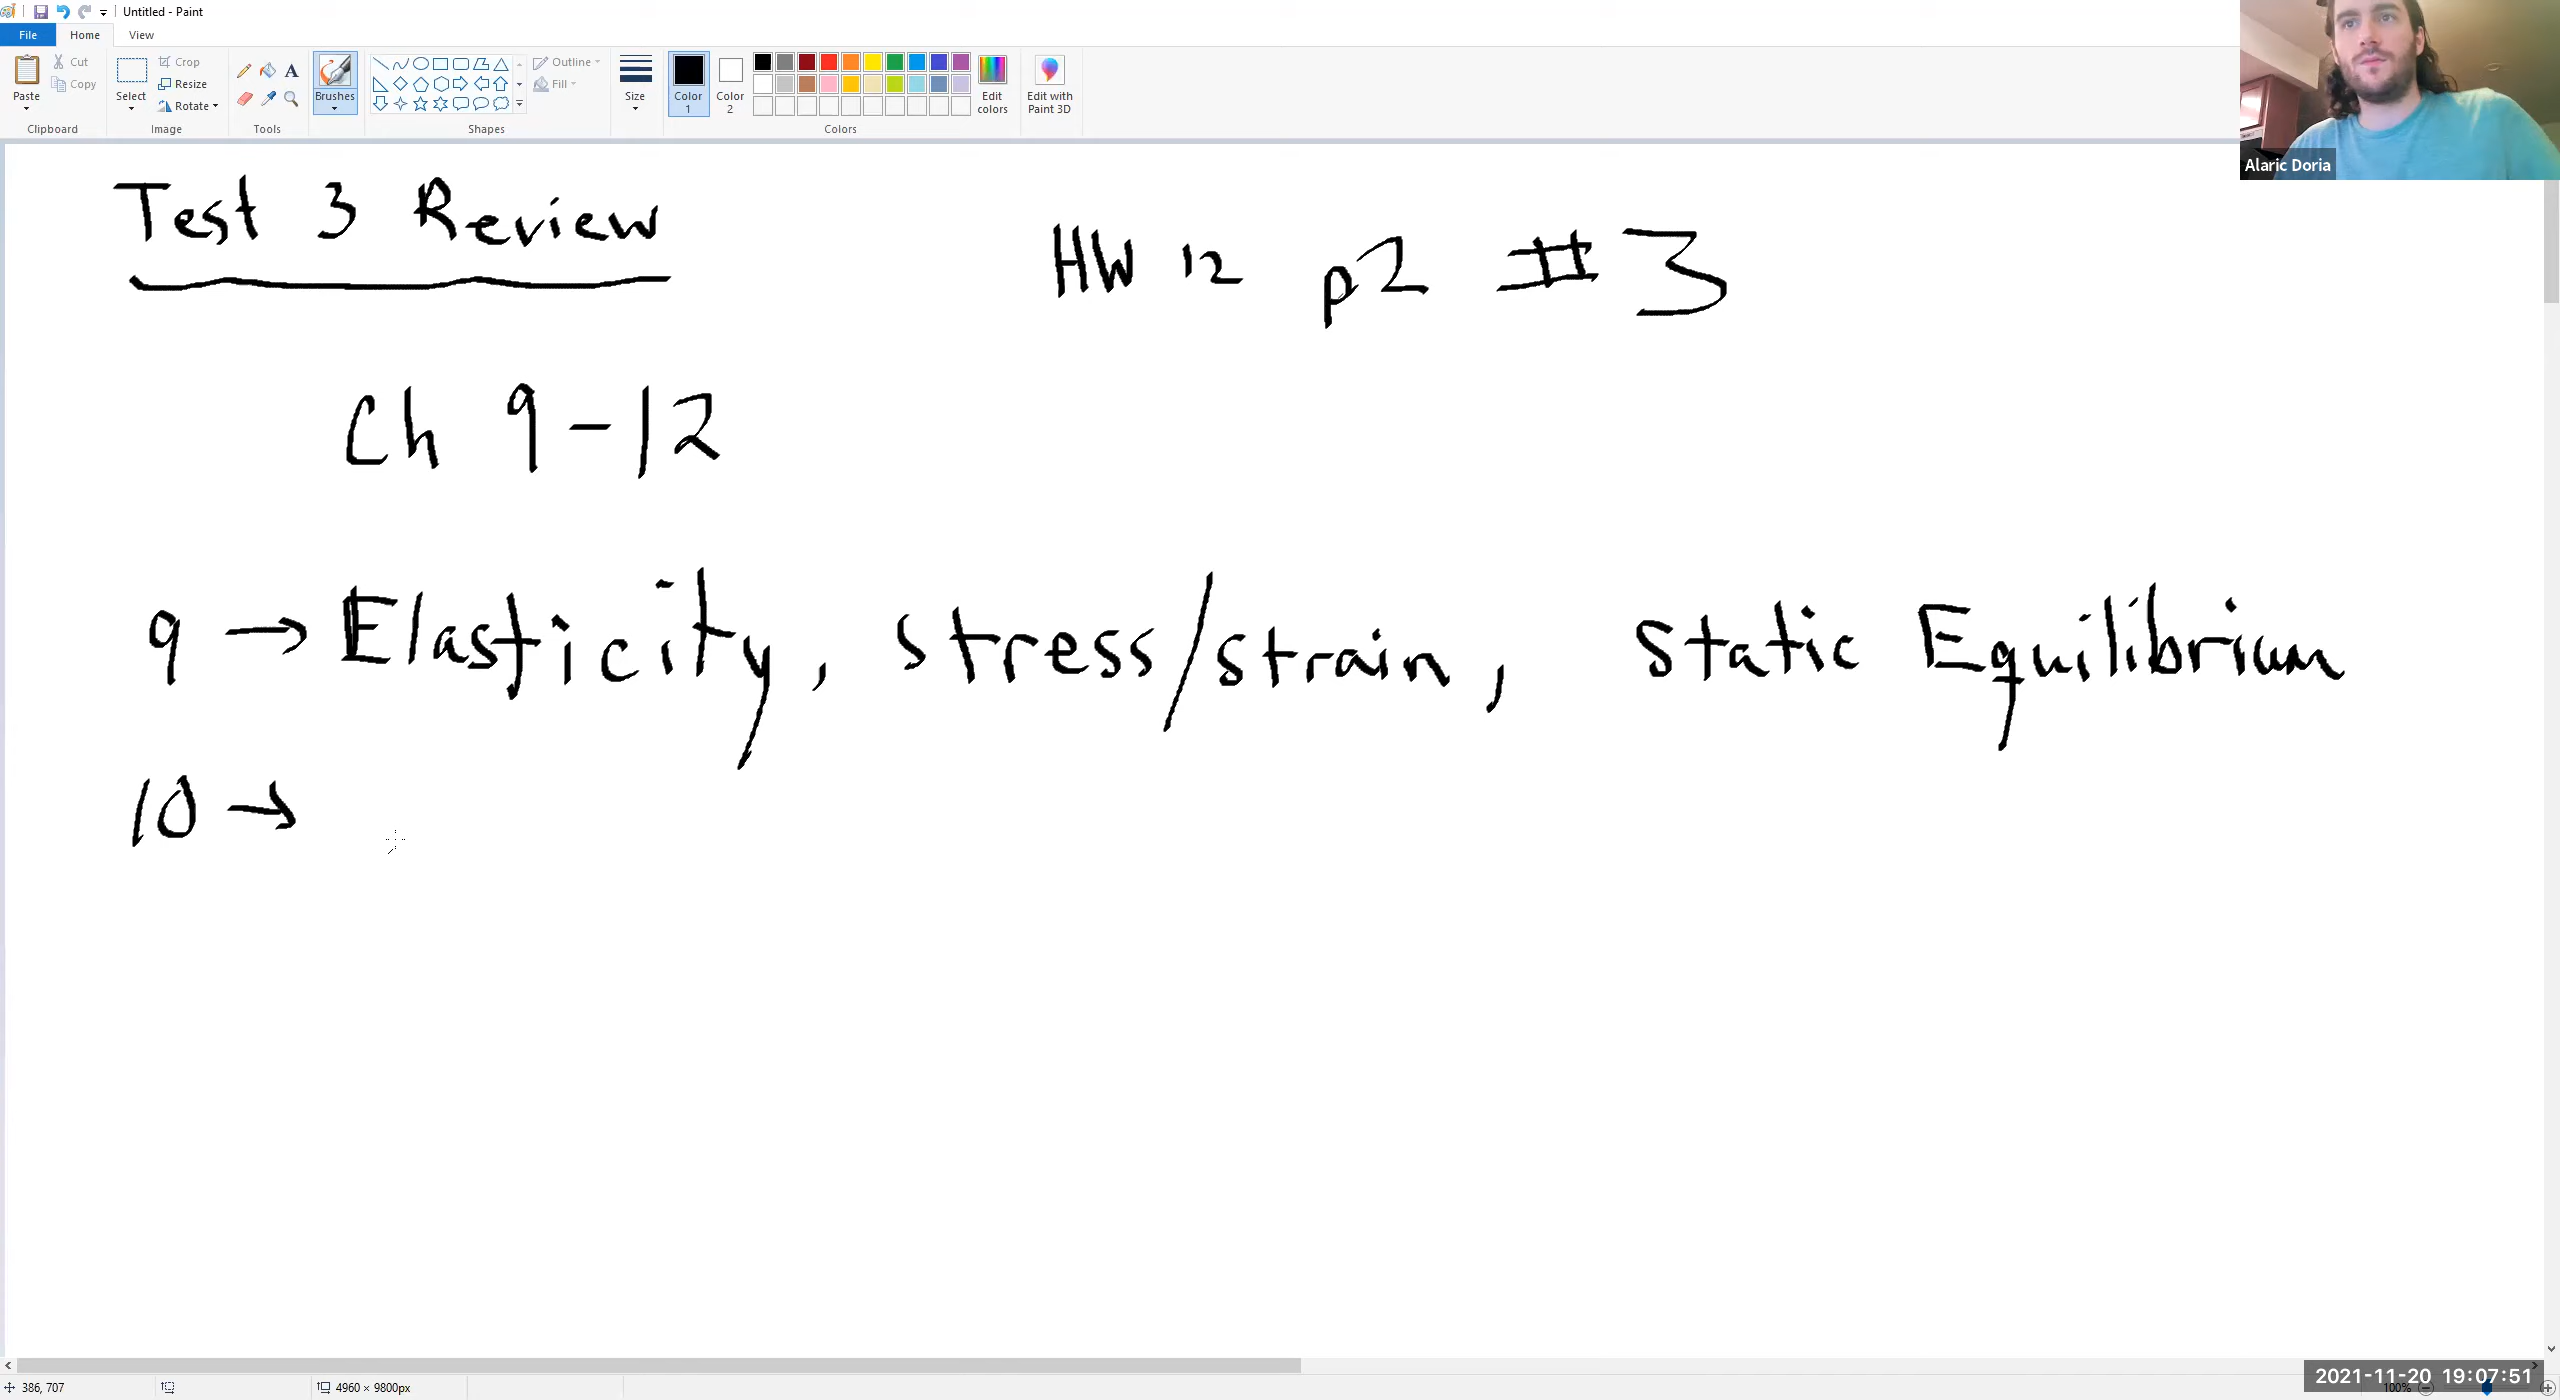 Untitled - Paint
File Home View
Paste Cut Copy Clipboard
Select Crop Resize Rotate Image
Tools
Brushes
Outline Fill Shapes
Size
Color 1 Color 2 Edit colors Colors
Edit with Paint 3D
Alaric Doria
Test 3 Review
HW 12 p2 #3
Ch 9-12
9 → Elasticity, stress/strain, Static Equilibrium
10 →
386, 707
4960 × 9800px
100%
2021-11-20 19:07:51